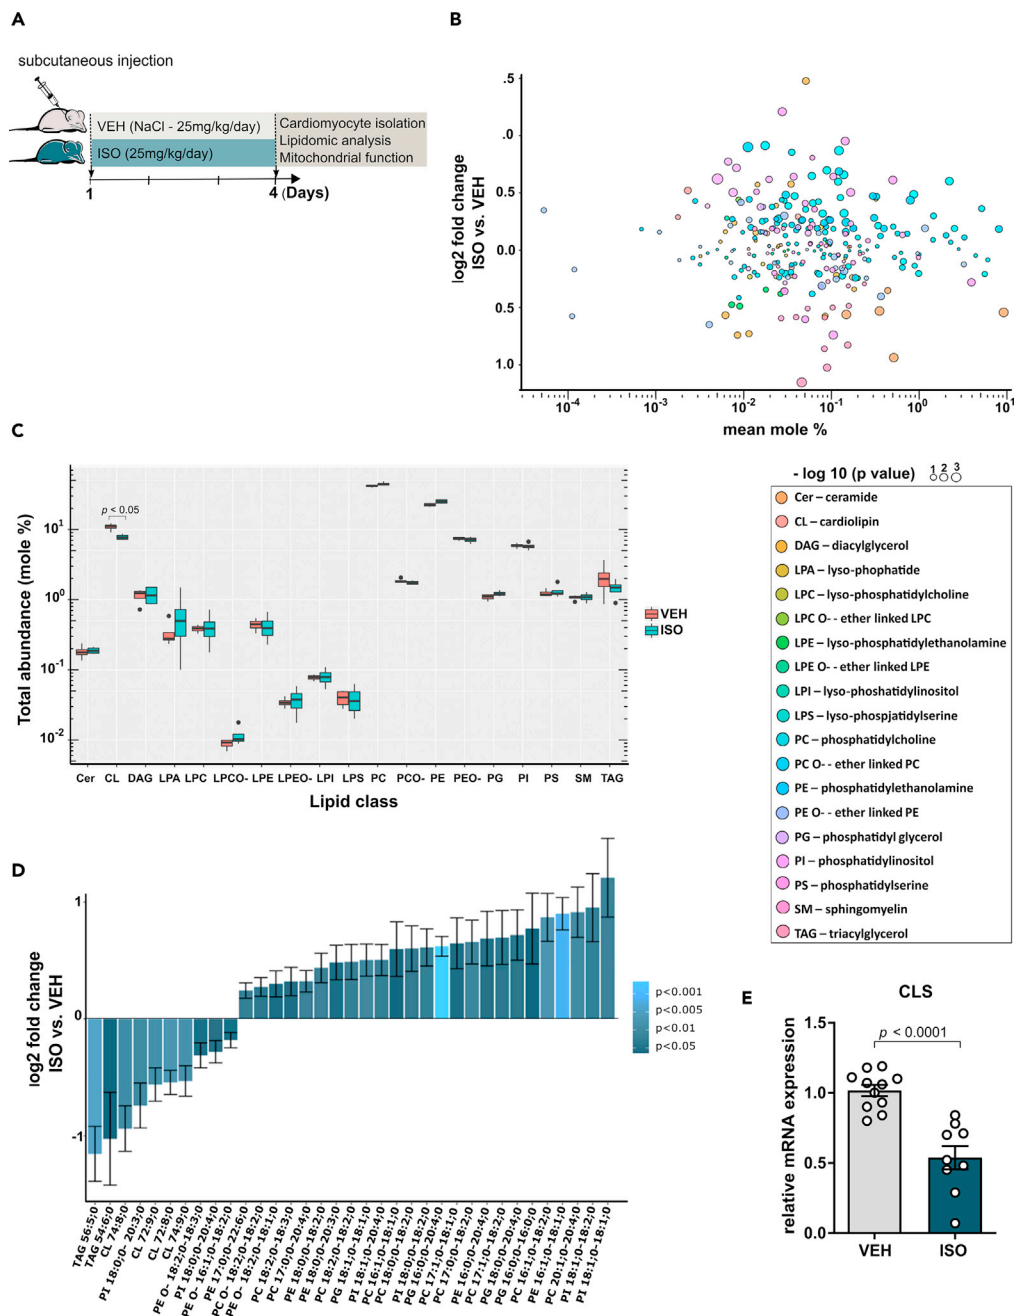 A
subcutaneous injection
VEH (NaCl - 25mg/kg/day)
ISO (25mg/kg/day)
Cardiomyocyte isolation
Lipidomic analysis
Mitochondrial function
1
4 (Days)
B
log2 fold change
ISO vs. VEH
.5
.0
0.5
0.0
0.5
1.0
10-4
10-3
10-2
10-1
100
101
mean mole %
C
Total abundance (mole %)
101
100
10-1
10-2
p < 0.05
VEH
ISO
Cer CL DAG LPA LPC LPCO- LPE LPEO- LPI LPS PC PCO- PE PEO- PG PI PS SM TAG
Lipid class
- log 10 (p value) 1 2 3
Cer – ceramide
CL – cardiolipin
DAG – diacylglycerol
LPA – lyso-phophatide
LPC – lyso-phosphatidylcholine
LPC O- - ether linked LPC
LPE – lyso-phosphatidylethanolamine
LPE O- - ether linked LPE
LPI – lyso-phoshatidylinositol
LPS – lyso-phospjatidylserine
PC – phosphatidylcholine
PC O- - ether linked PC
PE – phosphatidylethanolamine
PE O- - ether linked PE
PG – phosphatidyl glycerol
PI – phosphatidylinositol
PS – phosphatidylserine
SM – sphingomyelin
TAG – triacylglycerol
D
log2 fold change
ISO vs. VEH
1
0
-1
p<0.001
p<0.005
p<0.01
p<0.05
TAG 56:5;0
TAG 54:6;0
CL 74:8;0
PI 18:0;0- 20:3;0
CL 72:9;0
CL 72:8;0
CL 74:9;0
PE O- 18:2;0-18:3;0
PI 18:0;0-20:4;0
PE O- 16:1;0-18:2;0
PE 17:0;0-22:6;0
PC O- 18:2;0-18:2;0
PE O- 18:2;0-18:1;0
PC 18:2;0-18:3;0
PC 17:0;0-20:4;0
PE 18:0;0-18:2;0
PE 18:0;0-20:3;0
PC 18:2;0-18:2;0
PG 18:1;0-18:1;0
PI 18:1;0-20:4;0
PC 16:1;0-18:1;0
PC 16:1;0-18:2;0
PC 18:0;0-18:2;0
PI 18:0;0-18:2;0
PG 16:0;0-20:4;0
PC 17:1;0-18:1;0
PC 17:0;0-18:2;0
PE 16:0;0-20:4;0
PC 17:1;0-18:2;0
PG 18:0;0-20:4;0
PG 16:0;0-16:0;0
PE 16:1;0-18:2;0
PC 16:1;0-18:1;0
PC 20:1;0-20:4;0
PI 18:1;0-18:2;0
PI 18:1;0-18:1;0
E
CLS
p < 0.0001
relative mRNA expression
1.5
1.0
0.5
0.0
VEH
ISO